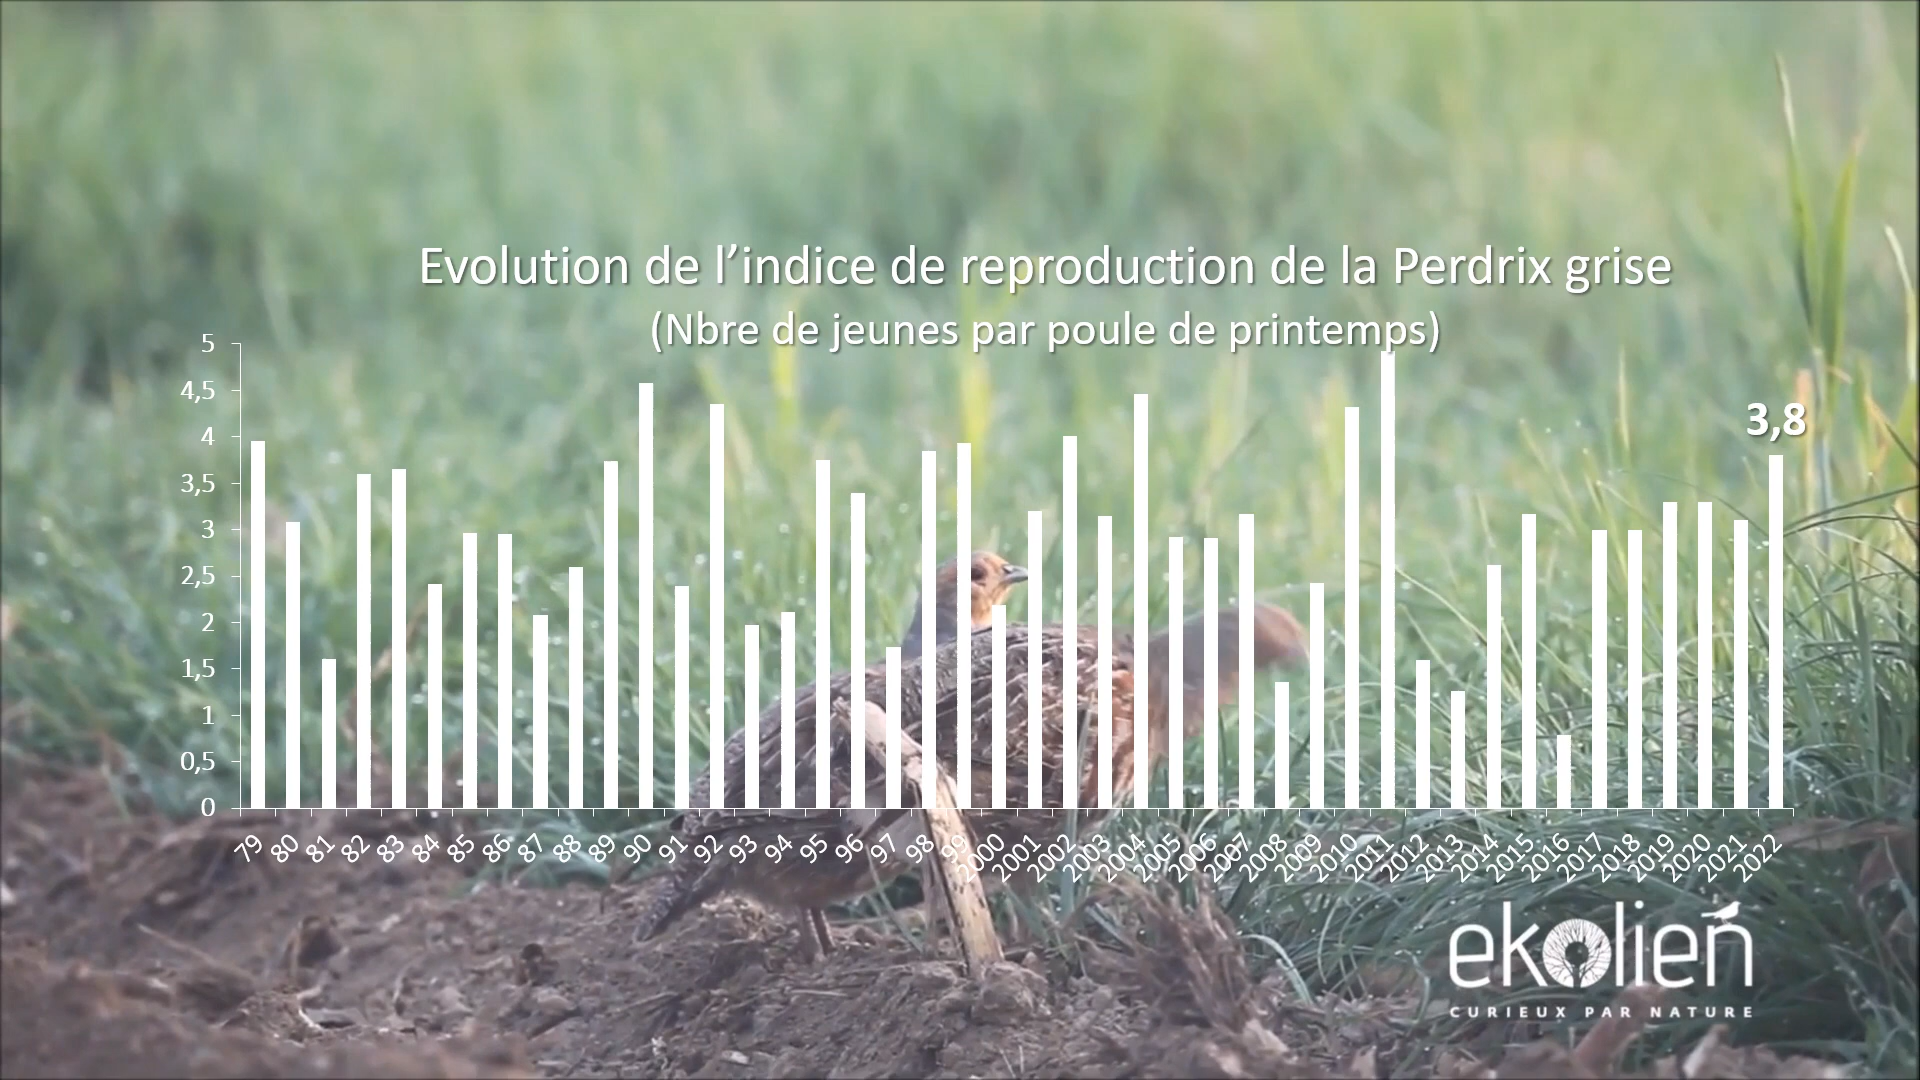 Evolution de l’indice de reproduction de la Perdrix grise
(Nbre de jeunes par poule de printemps)
5
4,5
4
3,5
3
2,5
2
1,5
1
0,5
0
3,8
79 80 81 82 83 84 85 86 87 88 89 90 91 92 93 94 95 96 97 98 99 2000 2001 2002 2003 2004 2005 2006 2007 2008 2009 2010 2011 2012 2013 2014 2015 2016 2017 2018 2019 2020 2021 2022
ekolien
CURIEUX PAR NATURE